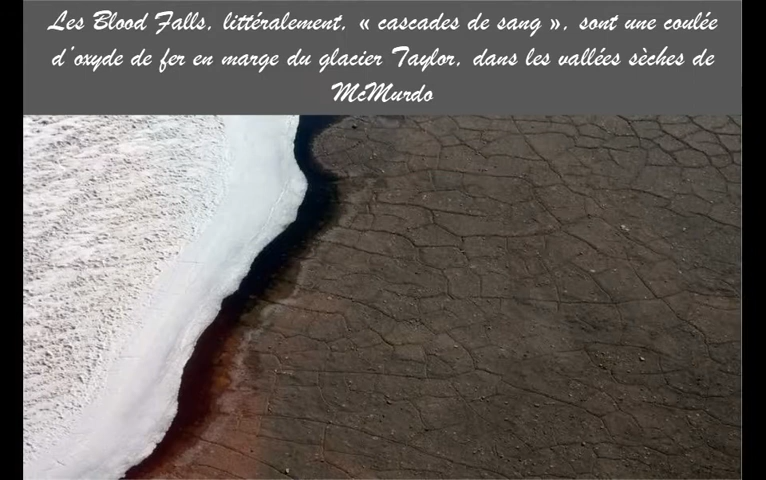 Les Blood Falls, littéralement, « cascades de sang », sont une coulée
d'oxyde de fer en marge du glacier Taylor, dans les vallées sèches de
McMurdo